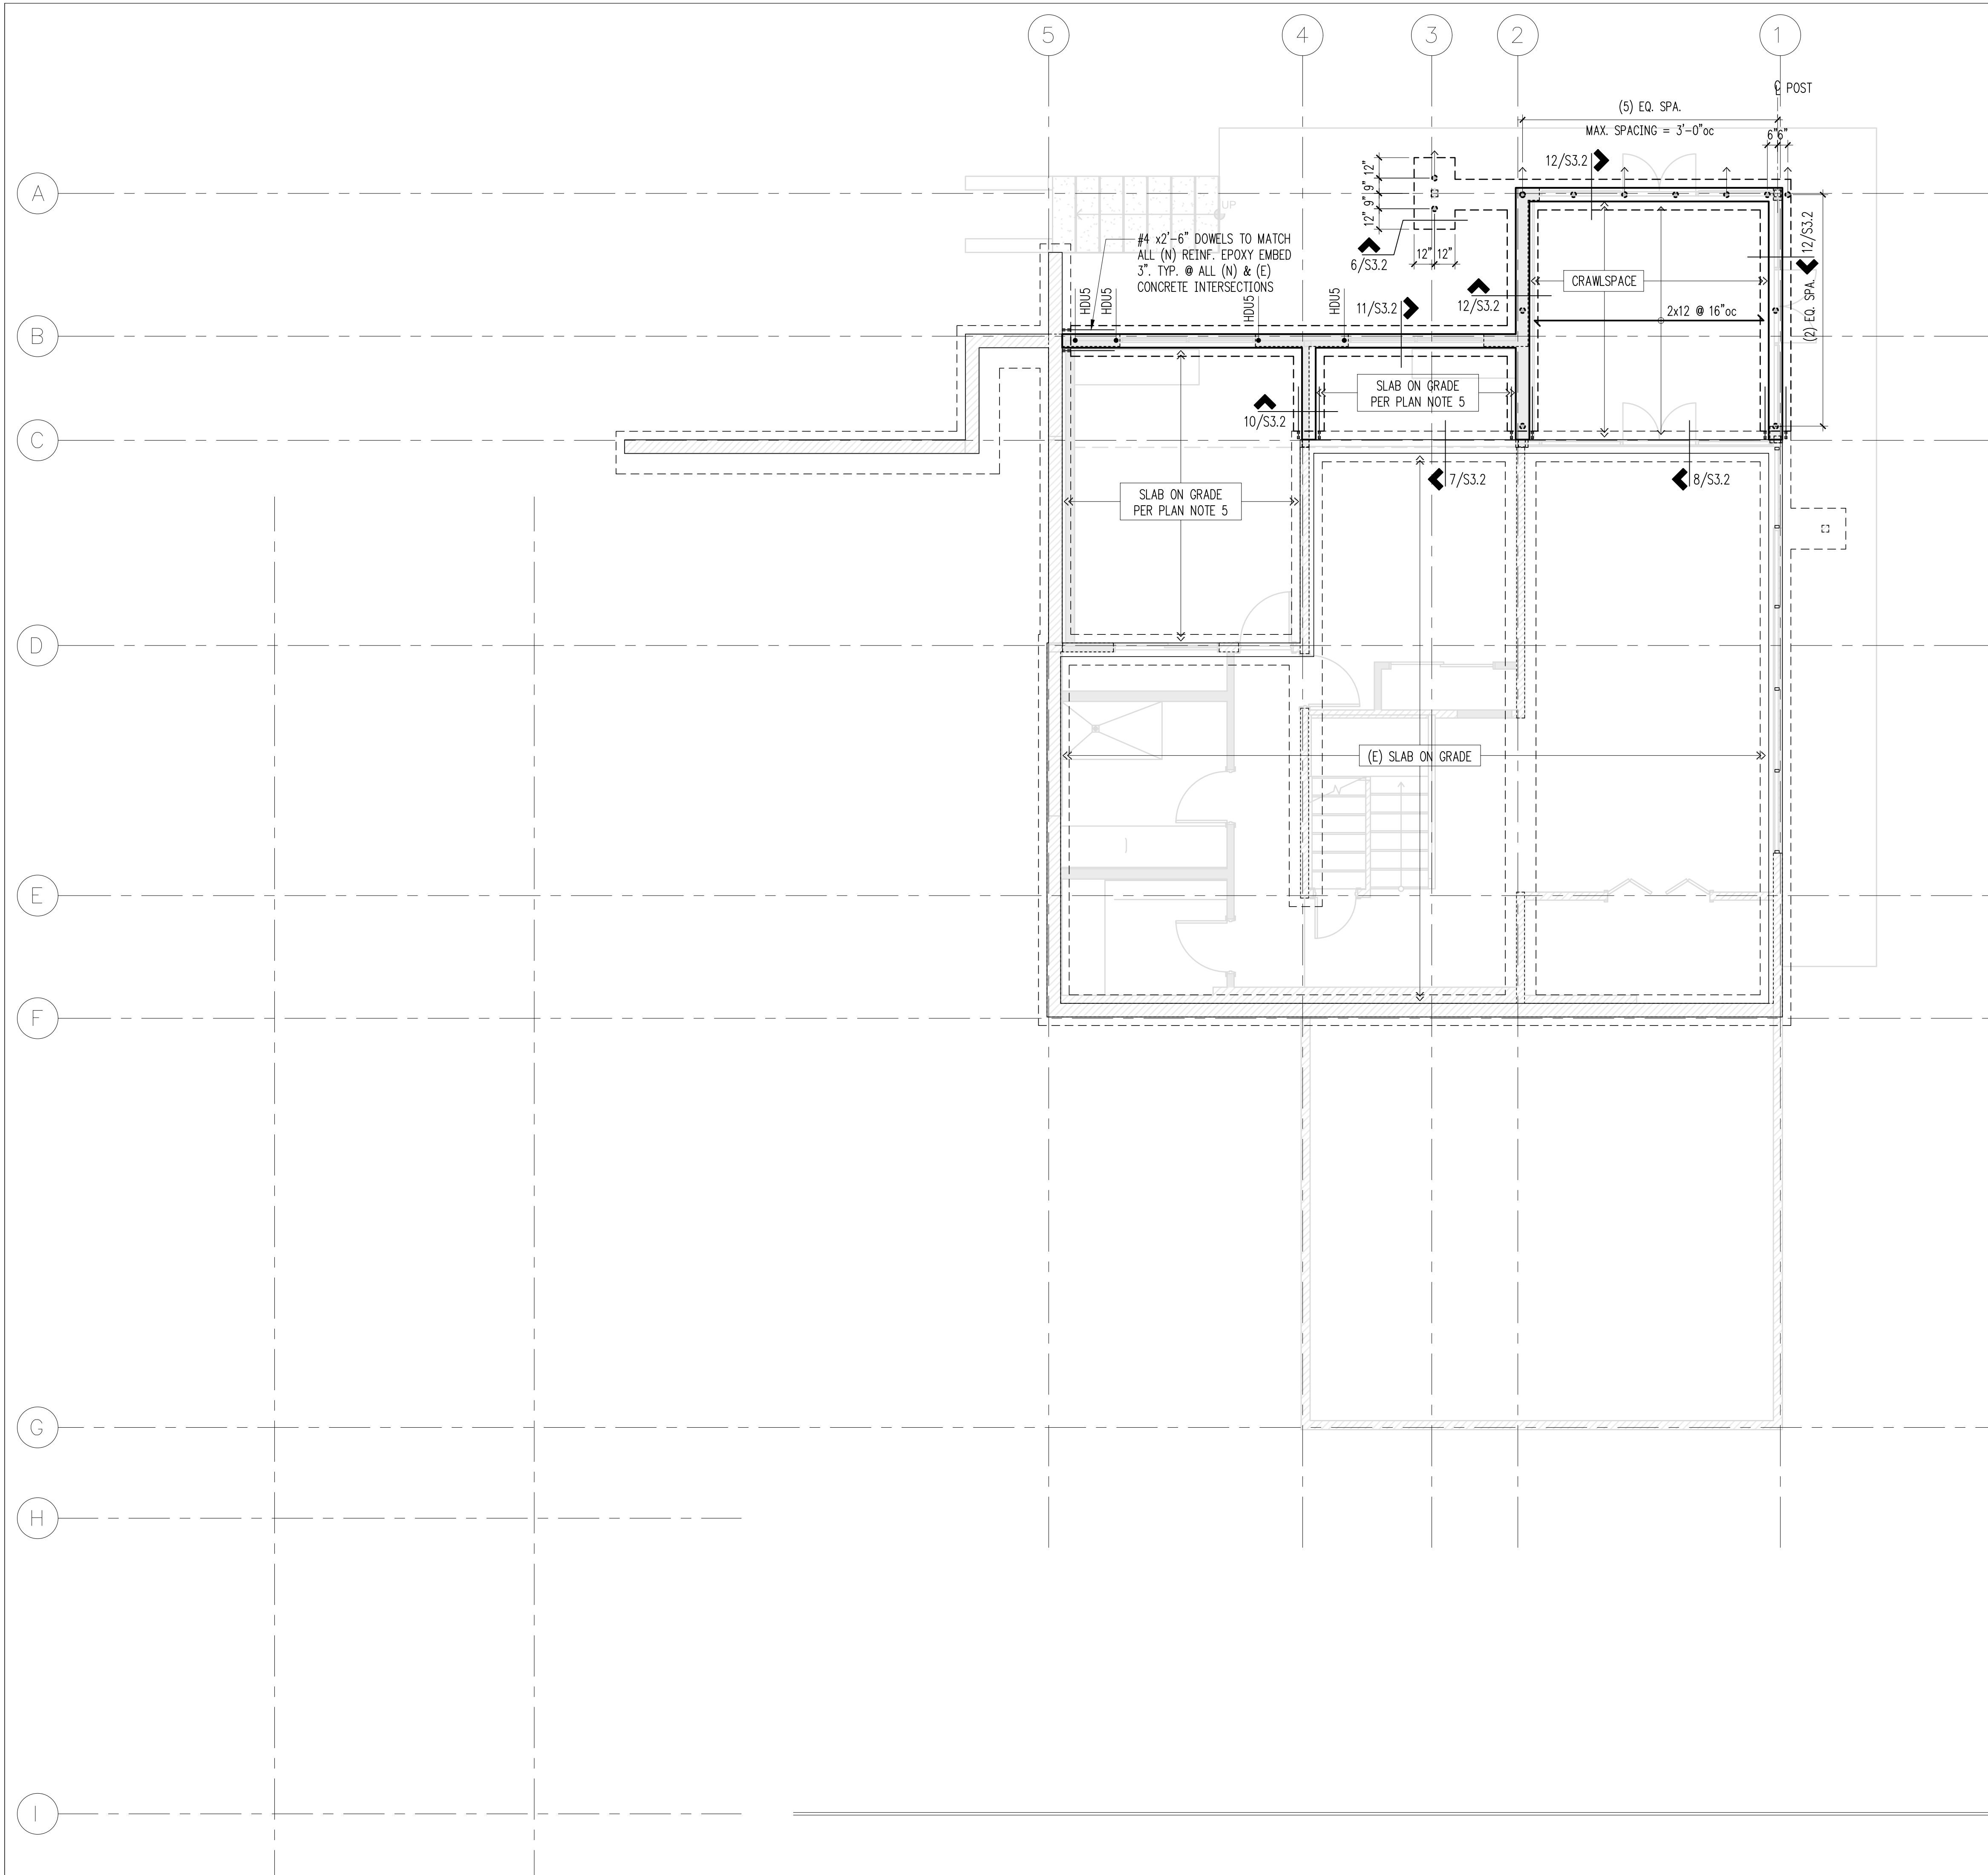 5
4
3
2
1
℄ POST
(5) EQ. SPA.
MAX. SPACING = 3'-0"oc
6"
6"
12/S3.2
A
12"
9"
9"
12"
12"
12"
6/S3.2
UP
#4 x2'-6" DOWELS TO MATCH
ALL (N) REINF. EPOXY EMBED
3". TYP. @ ALL (N) & (E)
CONCRETE INTERSECTIONS
12/S3.2
(2) EQ. SPA.
CRAWLSPACE
HDU5
HDU5
HDU5
HDU5
11/S3.2
12/S3.2
2x12 @ 16"oc
B
SLAB ON GRADE
PER PLAN NOTE 5
10/S3.2
C
7/S3.2
8/S3.2
SLAB ON GRADE
PER PLAN NOTE 5
D
(E) SLAB ON GRADE
E
F
G
H
I